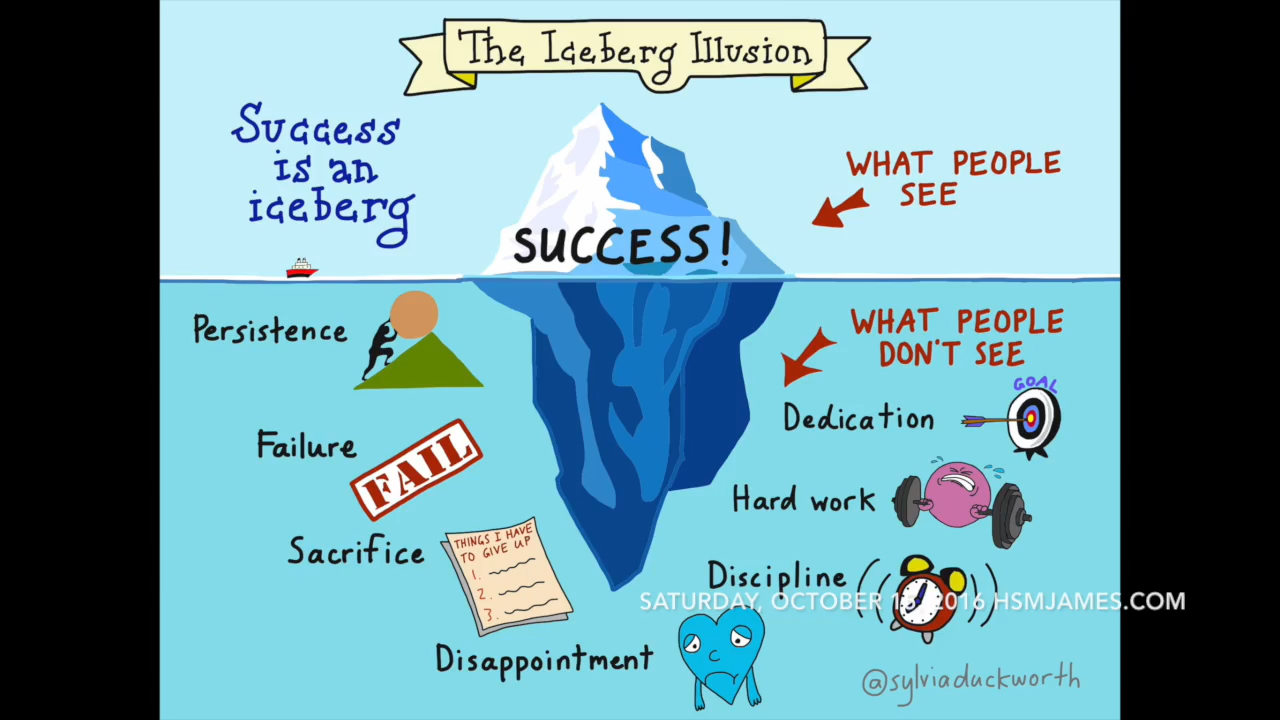 The Iceberg Illusion
Success
is an
iceberg
WHAT PEOPLE
SEE
SUCCESS!
Persistence
WHAT PEOPLE
DON'T SEE
GOAL
Dedication
Failure
FAIL
Hard work
Sacrifice
THINGS I HAVE
TO GIVE UP
1.
2.
3.
Discipline
SATURDAY, OCTOBER 2016 HSMJAMES.COM
Disappointment
@sylviaduckworth